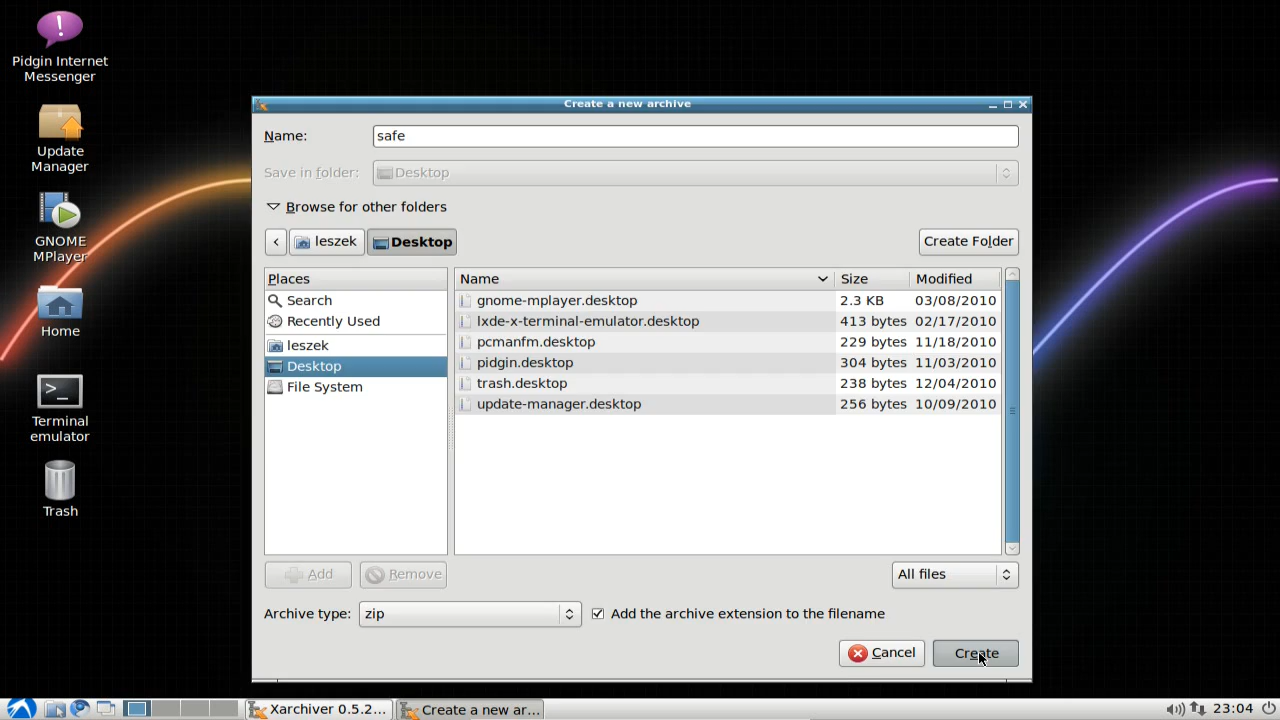 Pidgin Internet
Messenger
Update
Manager
GNOME
MPlayer
Home
Terminal
emulator
Trash
Create a new archive
Name: safe
Save in folder: Desktop
Browse for other folders
leszek Desktop Create Folder
Places
Search
Recently Used
leszek
Desktop
File System
Name Size Modified
gnome-mplayer.desktop 2.3 KB 03/08/2010
lxde-x-terminal-emulator.desktop 413 bytes 02/17/2010
pcmanfm.desktop 229 bytes 11/18/2010
pidgin.desktop 304 bytes 11/03/2010
trash.desktop 238 bytes 12/04/2010
update-manager.desktop 256 bytes 10/09/2010
Add Remove All files
Archive type: zip Add the archive extension to the filename
Cancel Create
Xarchiver 0.5.2... Create a new ar... 23:04